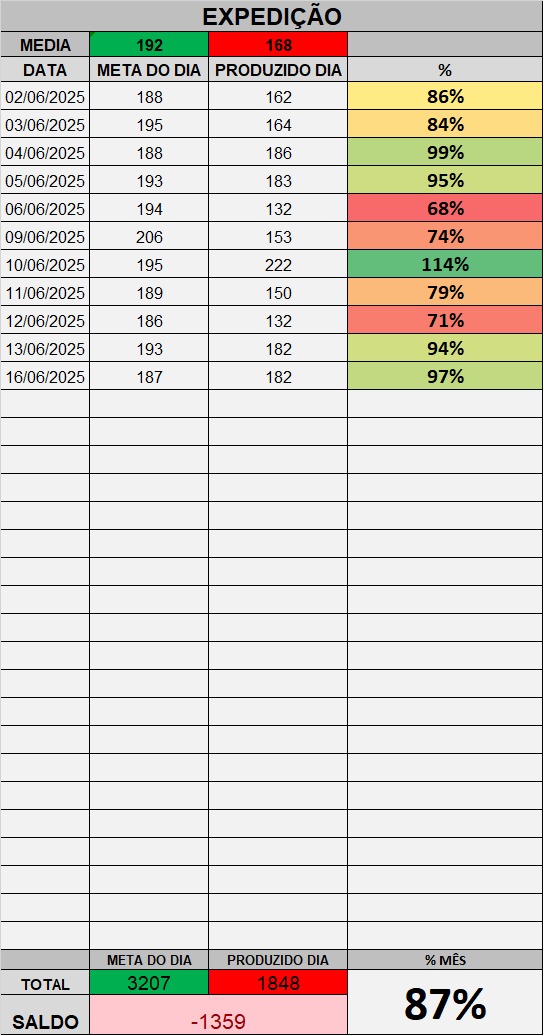 EXPEDIÇÃO
MEDIA 192 168
DATA META DO DIA PRODUZIDO DIA %
02/06/2025 188 162 86%
03/06/2025 195 164 84%
04/06/2025 188 186 99%
05/06/2025 193 183 95%
06/06/2025 194 132 68%
09/06/2025 206 153 74%
10/06/2025 195 222 114%
11/06/2025 189 150 79%
12/06/2025 186 132 71%
13/06/2025 193 182 94%
16/06/2025 187 182 97%
META DO DIA PRODUZIDO DIA % MÊS
TOTAL 3207 1848 87%
SALDO -1359